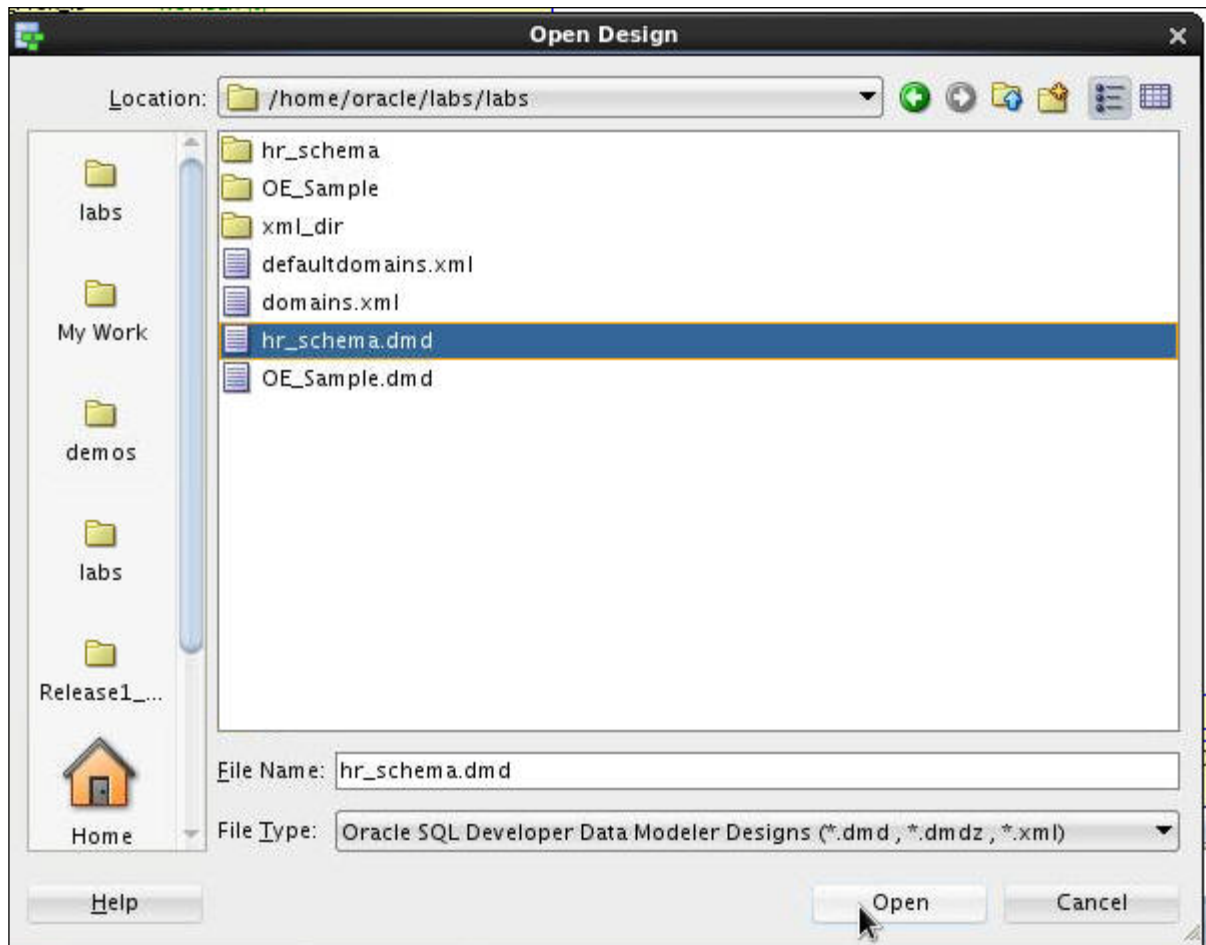 Open Design
Location: /home/oracle/labs/labs
labs
My Work
demos
labs
Release1_...
Home
hr_schema
OE_Sample
xml_dir
defaultdomains.xml
domains.xml
hr_schema.dmd
OE_Sample.dmd
File Name: hr_schema.dmd
File Type: Oracle SQL Developer Data Modeler Designs (*.dmd , *.dmdz , *.xml)
Help
Open
Cancel